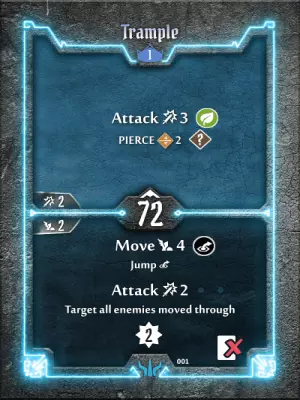 Trample
1
Attack 3
PIERCE 2 ?
2
72
2
Move 4
Jump
Attack 2
Target all enemies moved through
2
001